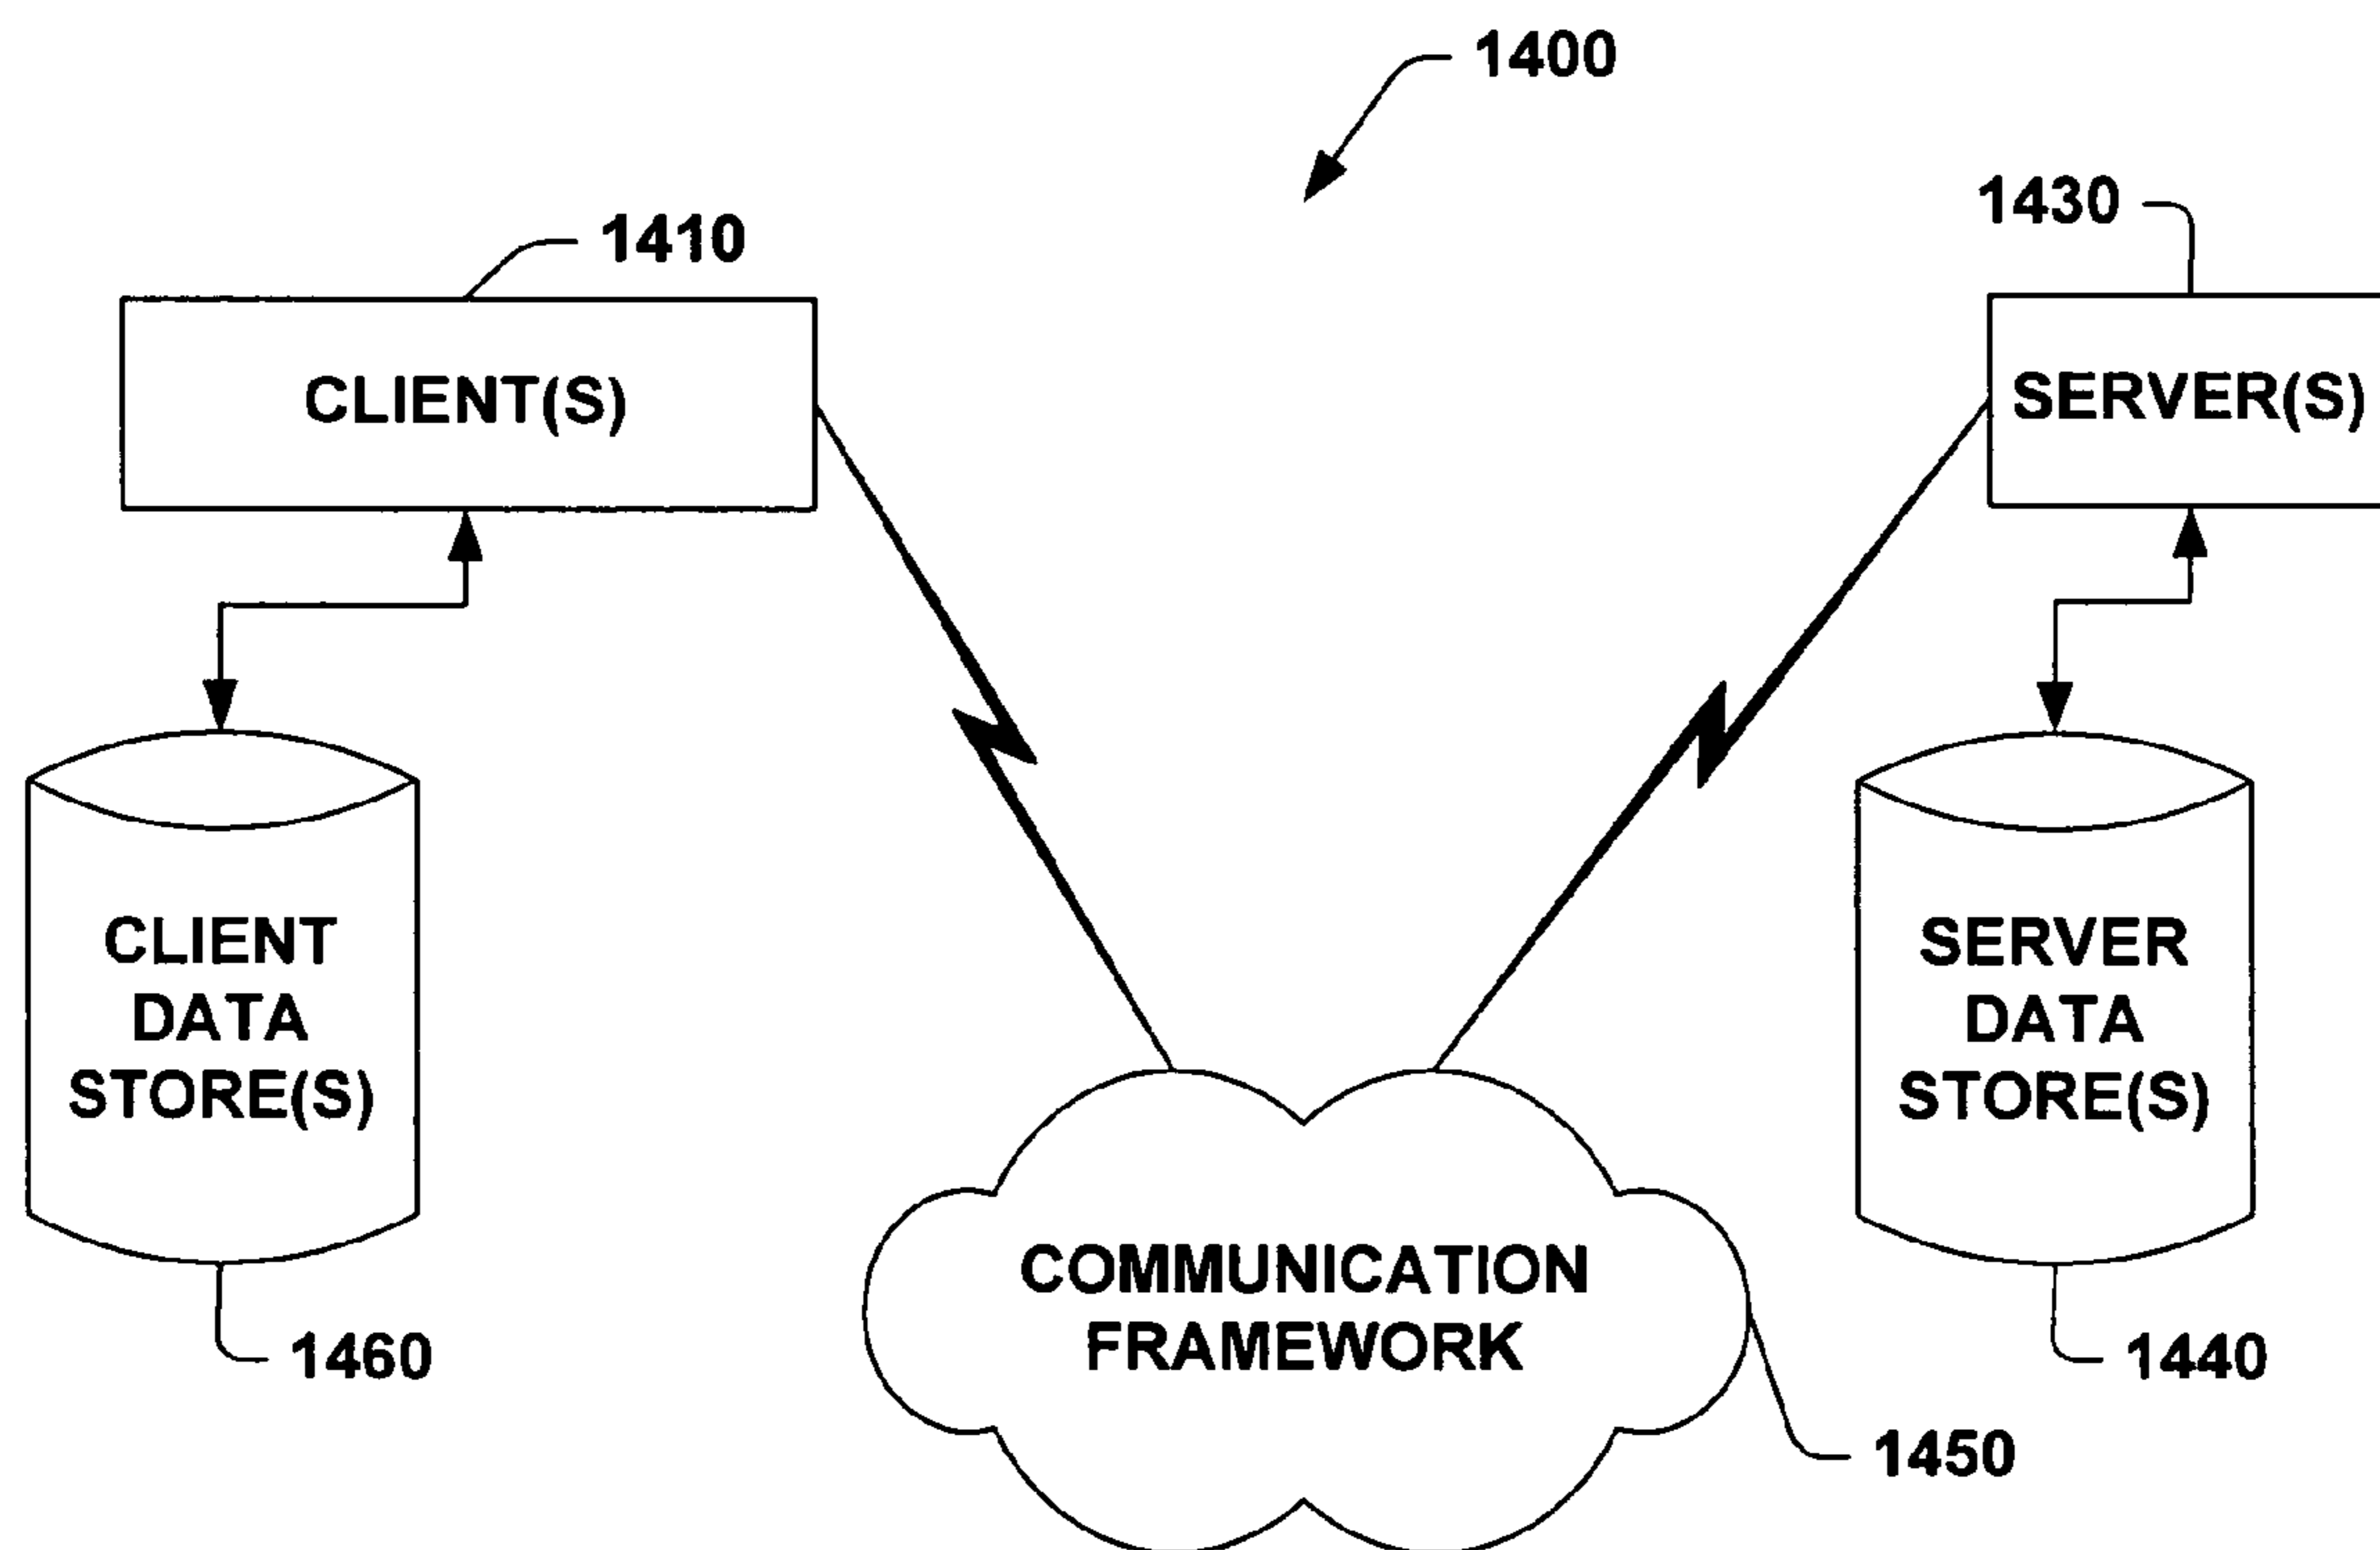 1400
1410
1430
CLIENT(S)
SERVER(S)
CLIENT
DATA
STORE(S)
SERVER
DATA
STORE(S)
COMMUNICATION
FRAMEWORK
1460
1440
1450